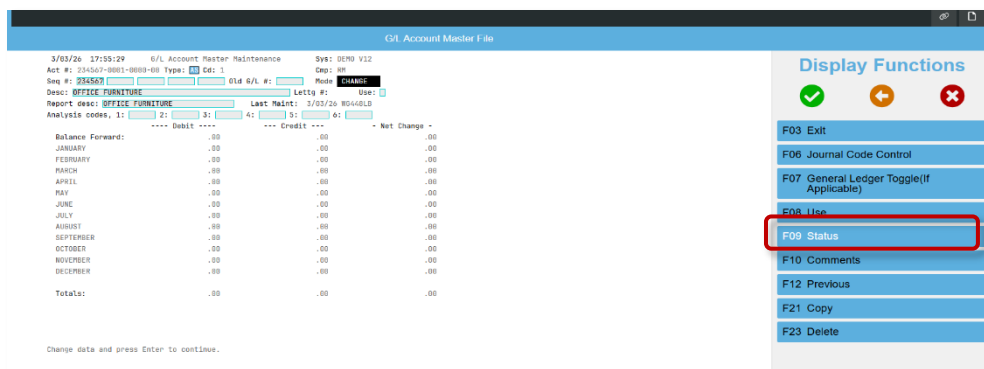 G/L Account Master File
3/03/26 17:55:29 G/L Account Master Maintenance Sys: DEMO V12
Act #: 234567-0001-0000-00 Type: AS Cd: 1 Cmp: RM
Seq #: 234567 Old G/L #: Mode CHANGE
Desc: OFFICE FURNITURE Lettg #: Use:
Report desc: OFFICE FURNITURE Last Maint: 3/03/26 WG440LB
Analysis codes, 1: 2: 3: 4: 5: 6:
---- Debit ---- --- Credit --- - Net Change -
Balance Forward: .00 .00 .00
JANUARY .00 .00 .00
FEBRUARY .00 .00 .00
MARCH .00 .00 .00
APRIL .00 .00 .00
MAY .00 .00 .00
JUNE .00 .00 .00
JULY .00 .00 .00
AUGUST .00 .00 .00
SEPTEMBER .00 .00 .00
OCTOBER .00 .00 .00
NOVEMBER .00 .00 .00
DECEMBER .00 .00 .00
Totals: .00 .00 .00
Change data and press Enter to continue.
Display Functions
F03 Exit
F06 Journal Code Control
F07 General Ledger Toggle(If
Applicable)
F08 Use
F09 Status
F10 Comments
F12 Previous
F21 Copy
F23 Delete